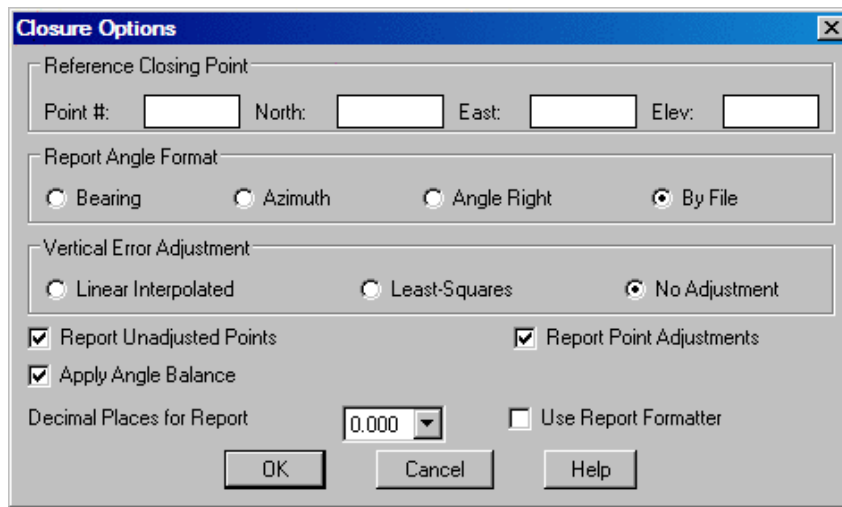 Closure Options
Reference Closing Point
Point #: North: East: Elev:
Report Angle Format
Bearing Azimuth Angle Right By File
Vertical Error Adjustment
Linear Interpolated Least-Squares No Adjustment
Report Unadjusted Points Report Point Adjustments
Apply Angle Balance
Decimal Places for Report 0.000 Use Report Formatter
OK Cancel Help